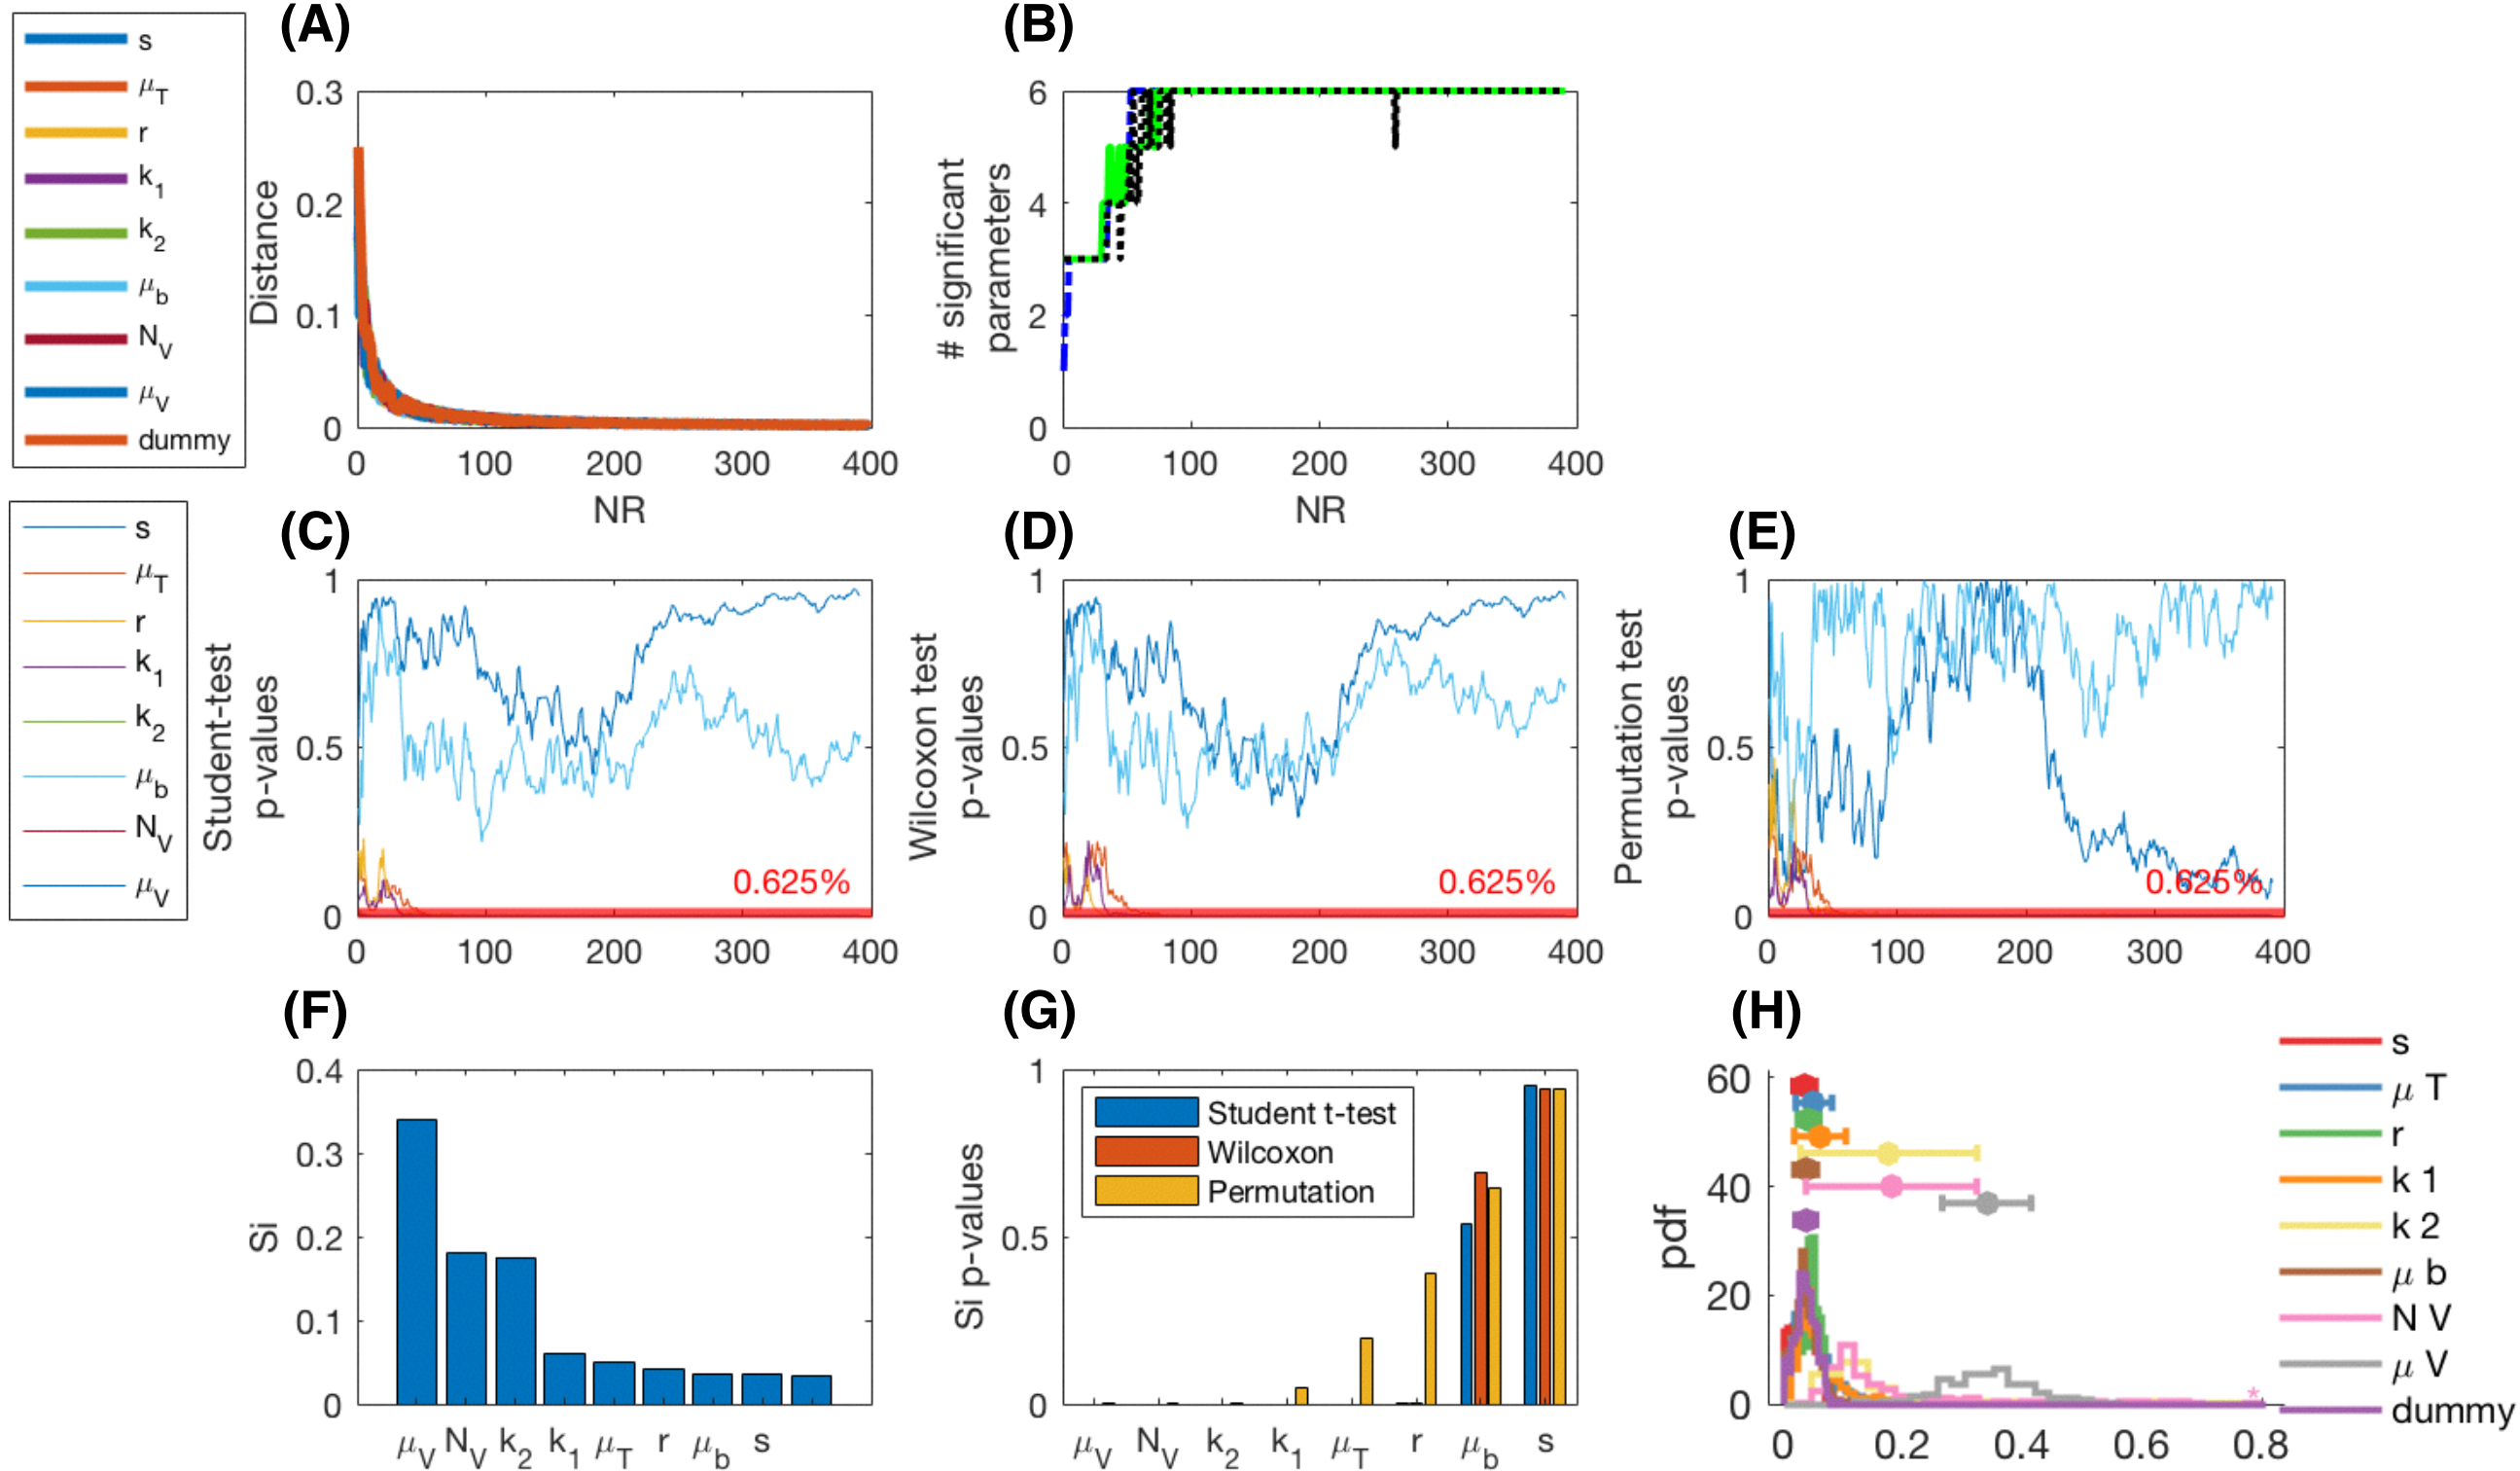 s
μT
r
k1
k2
μb
NV
μV
dummy
(A)
0.3
0.2
0.1
0
Distance
0 100 200 300 400
NR
(B)
6
4
2
0
# significant
parameters
0 100 200 300 400
NR
s
μT
r
k1
k2
μb
NV
μV
(C)
1
0.5
0
Student-test
p-values
0.625%
0 100 200 300 400
(D)
1
0.5
0
Wilcoxon test
p-values
0.625%
0 100 200 300 400
(E)
1
0.5
0
Permutation test
p-values
0.625%
0 100 200 300 400
(F)
0.4
0.3
0.2
0.1
0
Si
μV NV k2 k1 μT r μb s
(G)
1
0.5
0
Si p-values
Student t-test
Wilcoxon
Permutation
μV NV k2 k1 μT r μb s
(H)
60
40
20
0
pdf
*
0 0.2 0.4 0.6 0.8
s
μ T
r
k 1
k 2
μ b
N V
μ V
dummy